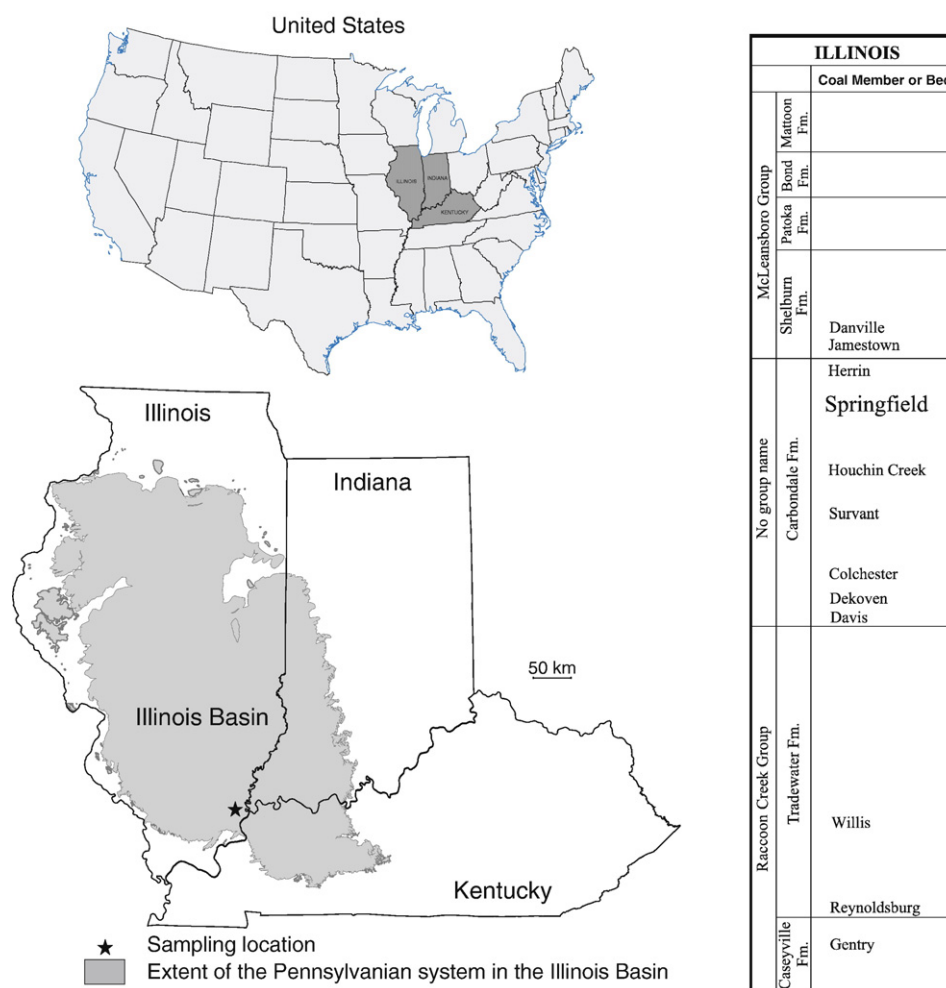 United States
ILLINOIS
INDIANA
KENTUCKY
Illinois
Indiana
50 km
Illinois Basin
Kentucky
Sampling location
Extent of the Pennsylvanian system in the Illinois Basin
ILLINOIS
Coal Member or Bed
McLeansboro Group
Mattoon
Fm.
Bond
Fm.
Patoka
Fm.
Shelburn
Fm.
Danville
Jamestown
No group name
Carbondale Fm.
Herrin
Springfield
Houchin Creek
Survant
Colchester
Dekoven
Davis
Raccoon Creek Group
Tradewater Fm.
Willis
Reynoldsburg
Caseyville
Fm.
Gentry